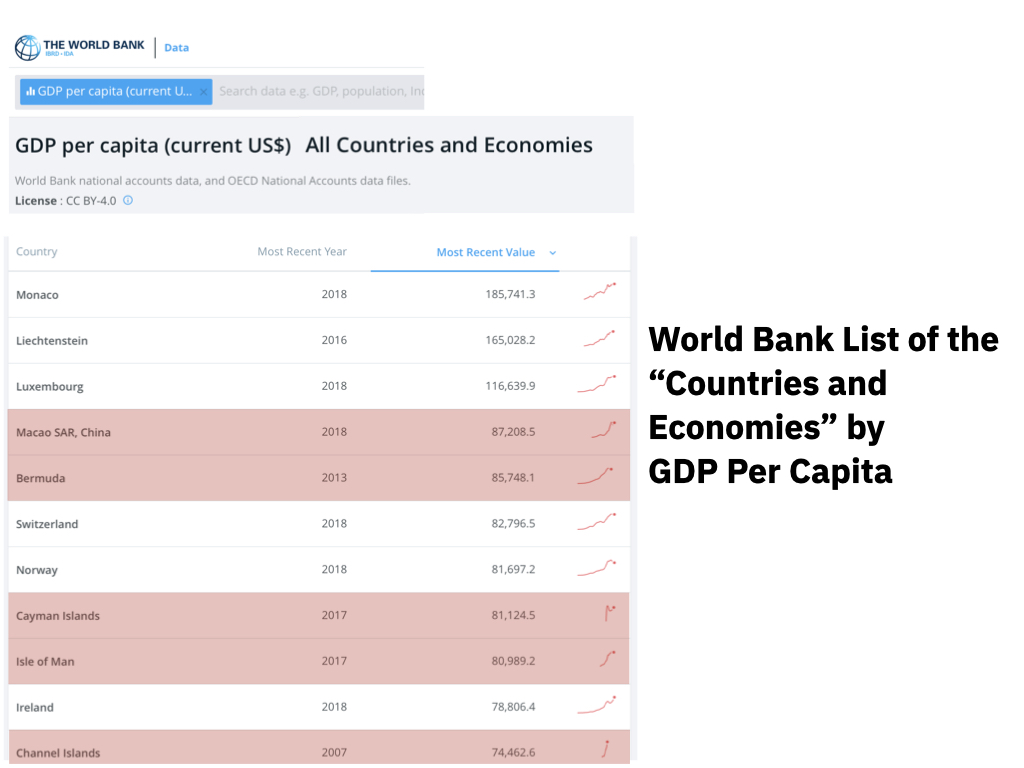 THE WORLD BANK
IBRD • IDA
Data
GDP per capita (current U... ×
Search data e.g. GDP, population, In
GDP per capita (current US$) All Countries and Economies
World Bank national accounts data, and OECD National Accounts data files.
License : CC BY-4.0
Country Most Recent Year Most Recent Value
Monaco 2018 185,741.3
Liechtenstein 2016 165,028.2
Luxembourg 2018 116,639.9
Macao SAR, China 2018 87,208.5
Bermuda 2013 85,748.1
Switzerland 2018 82,796.5
Norway 2018 81,697.2
Cayman Islands 2017 81,124.5
Isle of Man 2017 80,989.2
Ireland 2018 78,806.4
Channel Islands 2007 74,462.6
World Bank List of the
“Countries and
Economies” by
GDP Per Capita